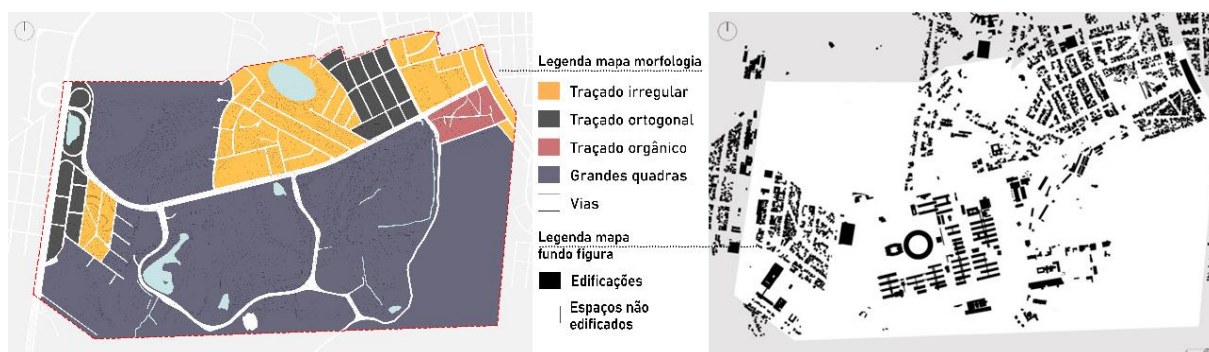 Legenda mapa morfologia
Traçado irregular
Traçado ortogonal
Traçado orgânico
Grandes quadras
Vias
Legenda mapa
fundo figura
Edificações
Espaços não
edificados